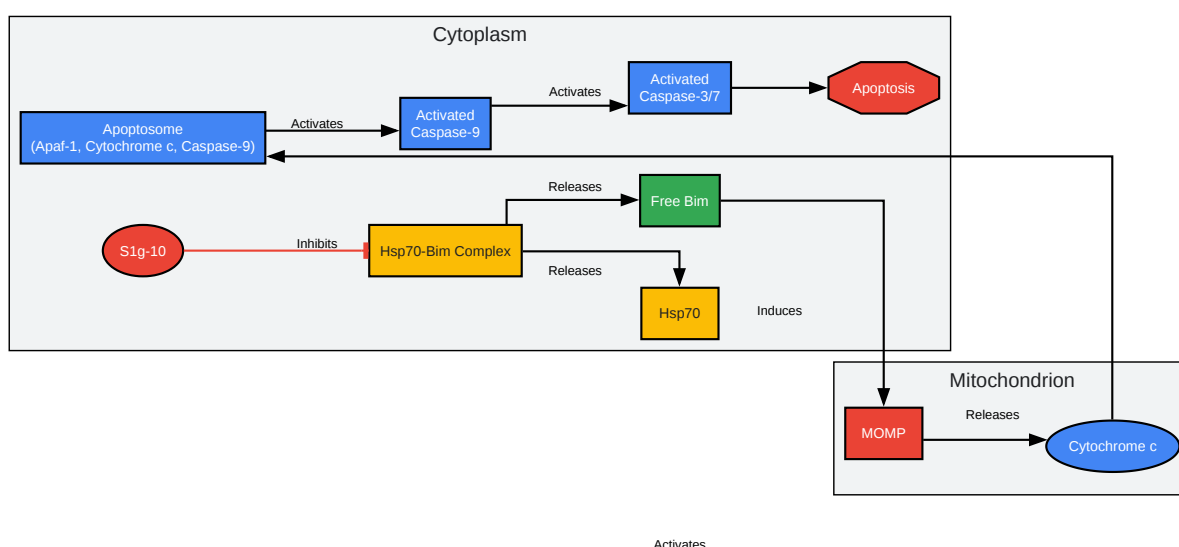 Cytoplasm
Activated
Caspase-3/7
Apoptosis
Activates
Activated
Caspase-9
Activates
Apoptosome
(Apaf-1, Cytochrome c, Caspase-9)
Releases
Free Bim
S1g-10
Inhibits
Hsp70-Bim Complex
Releases
Hsp70
Induces
Mitochondrion
MOMP
Releases
Cytochrome c
Activates